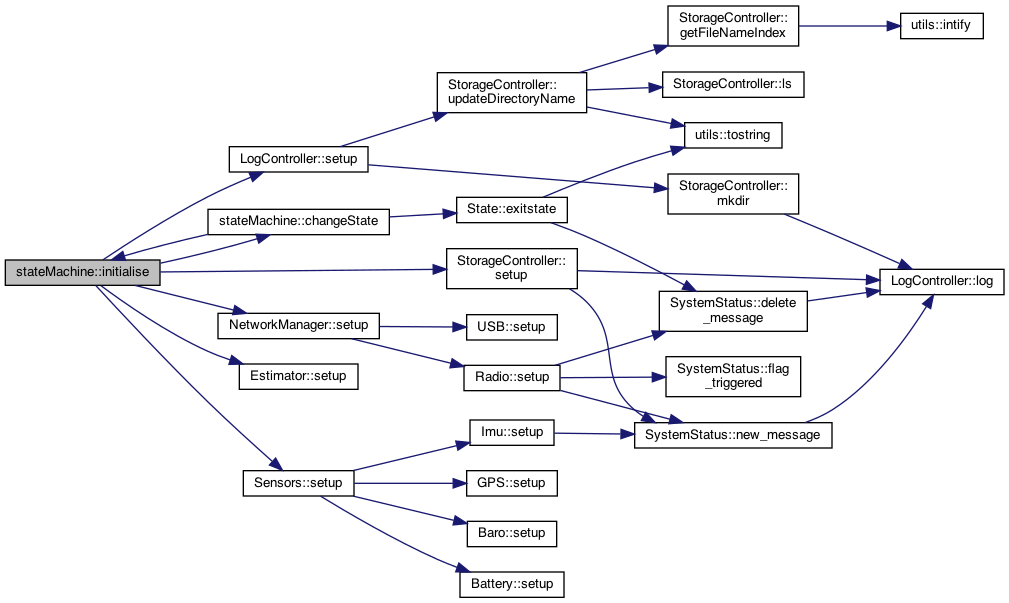 StorageController::
getFileNameIndex
utils::intify
StorageController::
updateDirectoryName
StorageController::ls
utils::tostring
LogController::setup
StorageController::
mkdir
stateMachine::changeState
State::exitstate
stateMachine::initialise
StorageController::
setup
LogController::log
SystemStatus::delete
_message
NetworkManager::setup
USB::setup
Estimator::setup
Radio::setup
SystemStatus::flag
_triggered
Imu::setup
SystemStatus::new_message
Sensors::setup
GPS::setup
Baro::setup
Battery::setup